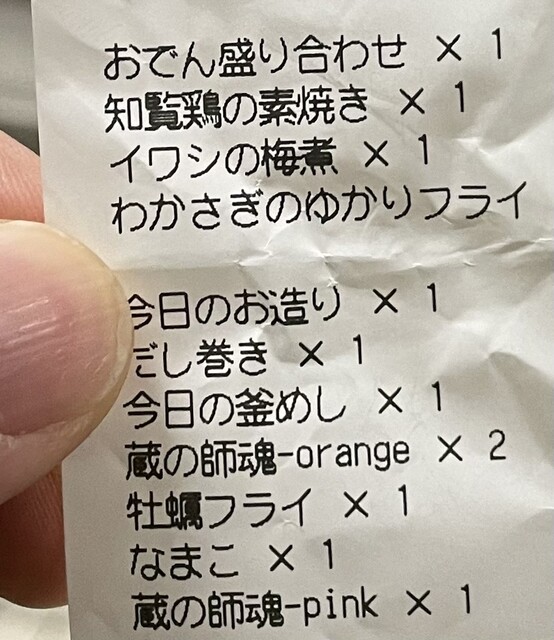 おでん盛り合わせ × 1
知覧鶏の素焼き × 1
イワシの梅煮 × 1
わかさぎのゆかりフライ
今日のお造り × 1
だし巻き × 1
今日の釜めし × 1
蔵の師魂-orange × 2
牡蠣フライ × 1
なまこ × 1
蔵の師魂-pink × 1